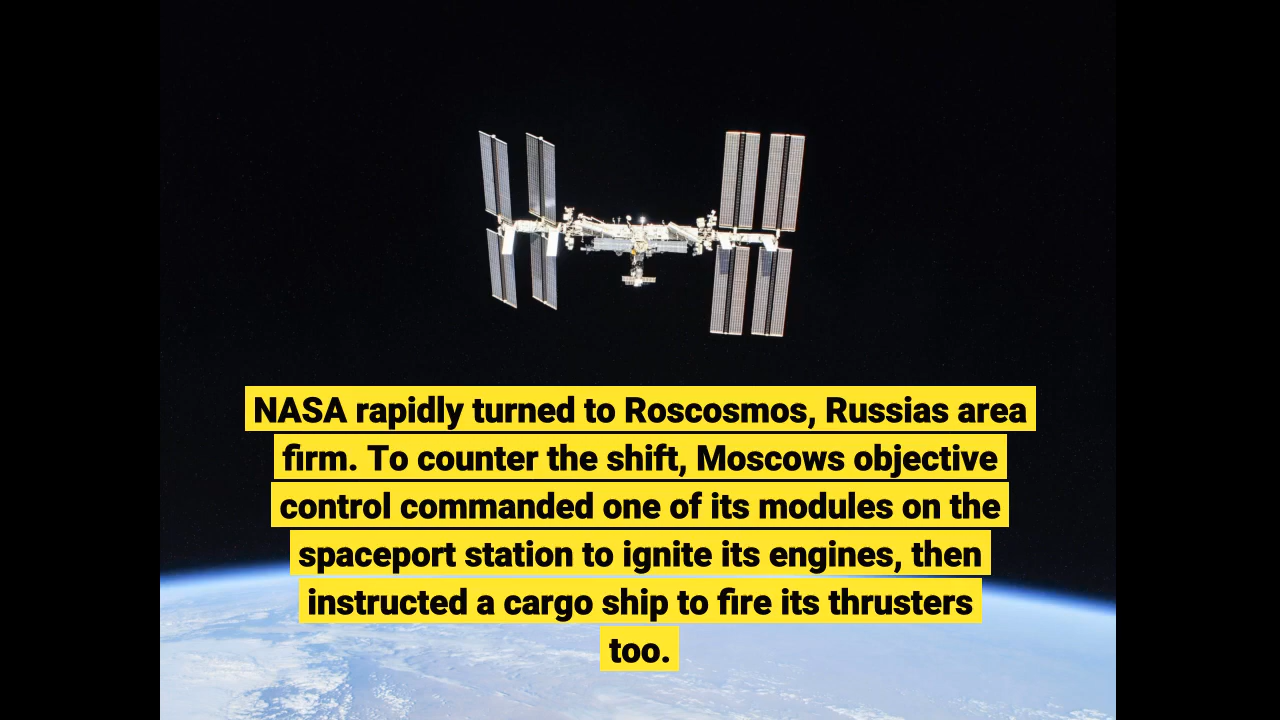 NASA rapidly turned to Roscosmos, Russias area
firm. To counter the shift, Moscows objective
control commanded one of its modules on the
spaceport station to ignite its engines, then
instructed a cargo ship to fire its thrusters
too.